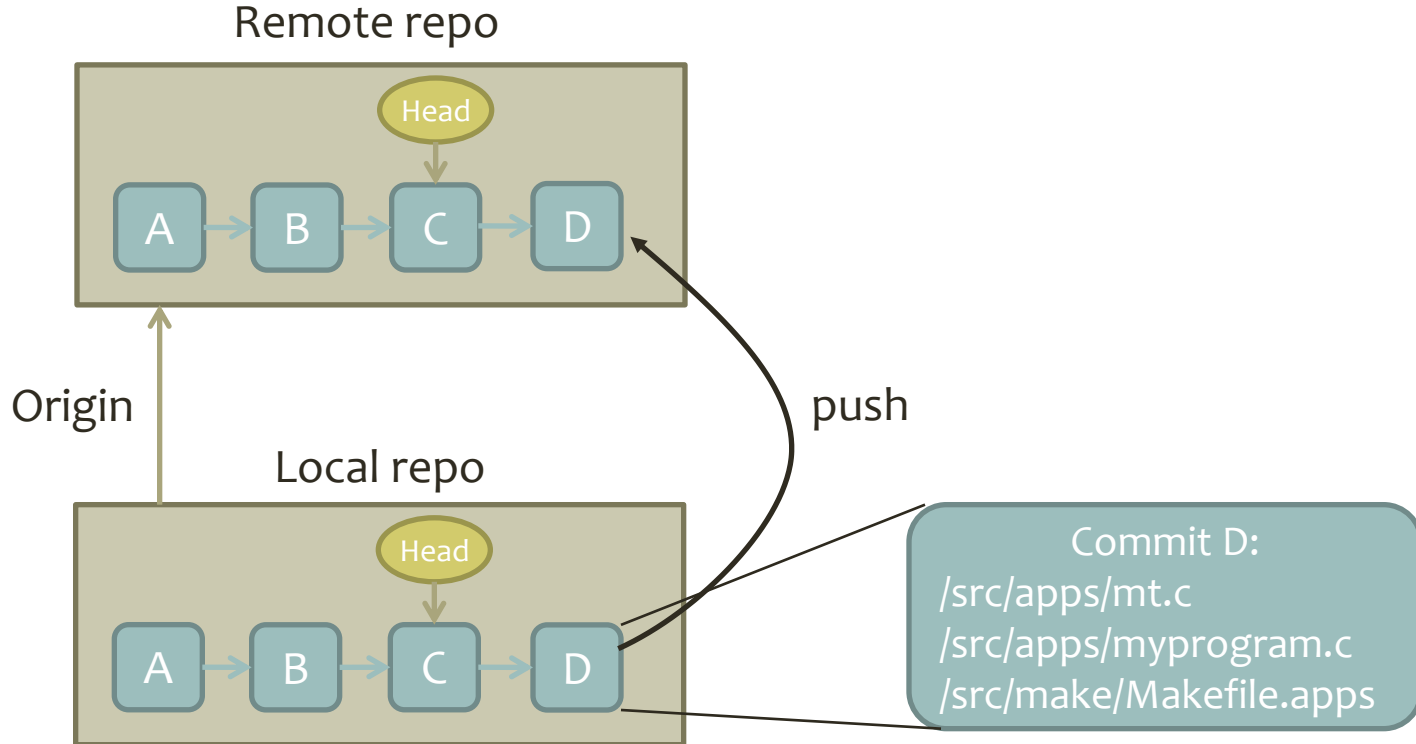 Remote repo
Head
A
B
C
D
Origin
push
Local repo
Head
A
B
C
D
Commit D:
/src/apps/mt.c
/src/apps/myprogram.c
/src/make/Makefile.apps